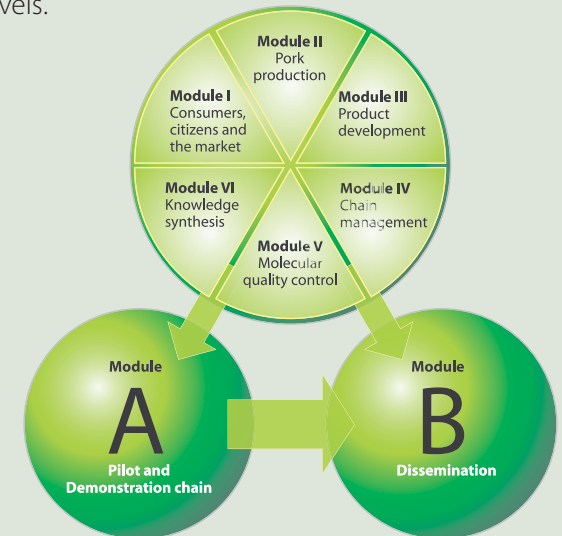 vels.
Module II
Pork
production
Module I
Consumers,
citizens and
the market
Module III
Product
development
Module VI
Knowledge
synthesis
Module IV
Chain
management
Module V
Molecular
quality control
Module
A
Pilot and
Demonstration chain
Module
B
Dissemination